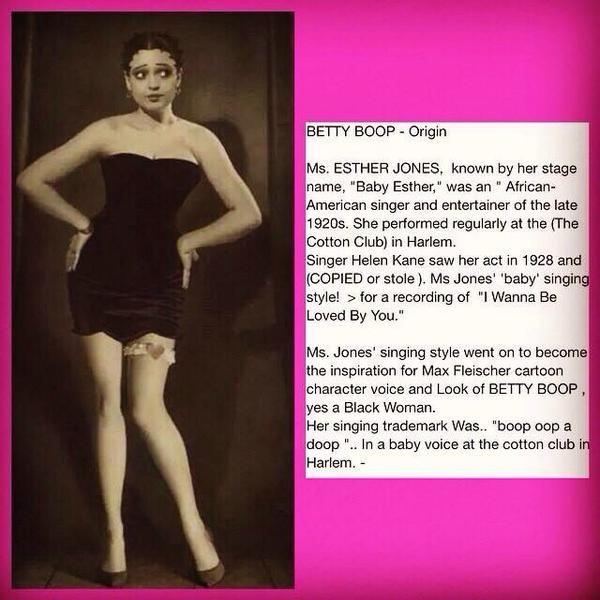 BETTY BOOP - Origin
Ms. ESTHER JONES, known by her stage
name, "Baby Esther," was an " African-
American singer and entertainer of the late
1920s. She performed regularly at the (The
Cotton Club) in Harlem.
Singer Helen Kane saw her act in 1928 and
(COPIED or stole ). Ms Jones' 'baby' singing
style! > for a recording of "I Wanna Be
Loved By You."
Ms. Jones' singing style went on to become
the inspiration for Max Fleischer cartoon
character voice and Look of BETTY BOOP ,
yes a Black Woman.
Her singing trademark Was.. "boop oop a
doop ".. In a baby voice at the cotton club in
Harlem. -